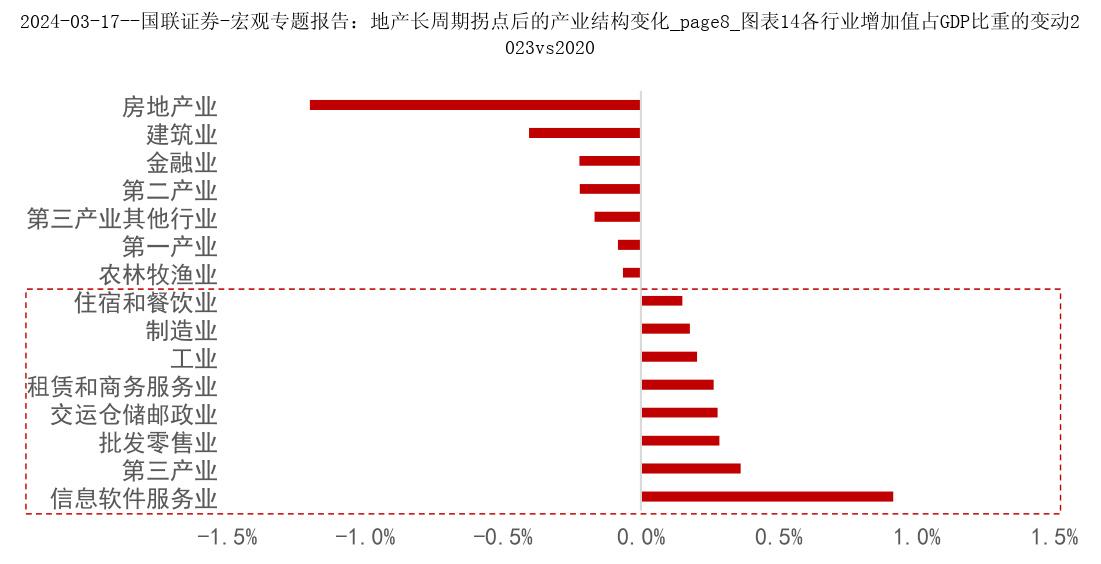 2024-03-17--国联证券-宏观专题报告：地产长周期拐点后的产业结构变化_page8_图表14各行业增加值占GDP比重的变动2
023vs2020
房地产业
建筑业
金融业
第二产业
第三产业其他行业
第一产业
农林牧渔业
住宿和餐饮业
制造业
工业
租赁和商务服务业
交运仓储邮政业
批发零售业
第三产业
信息软件服务业
-1.5% -1.0% -0.5% 0.0% 0.5% 1.0% 1.5%